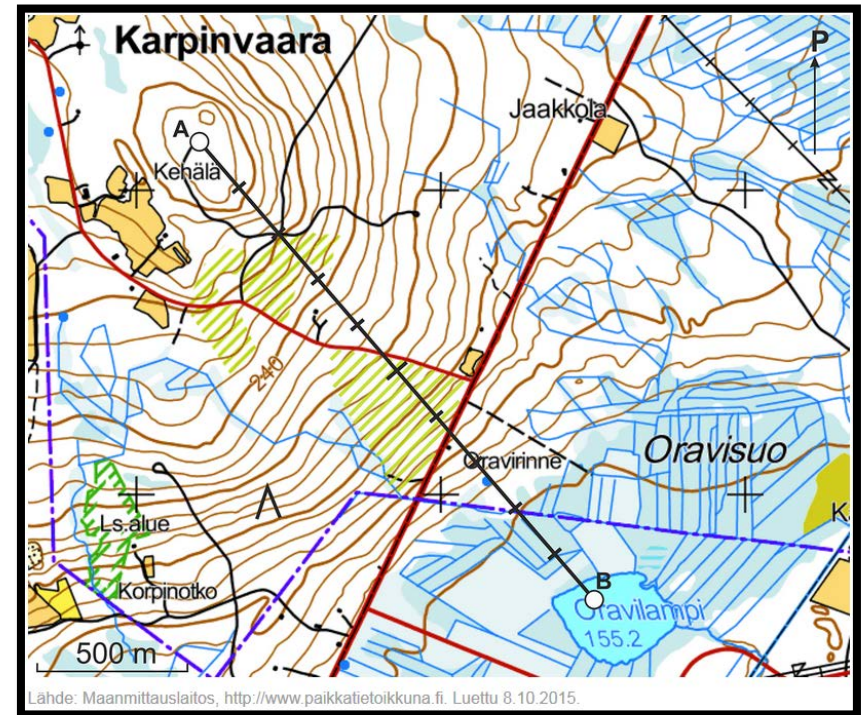 Karpinvaara
P
Jaakkola
A
Kehälä
240
Oravirinne
Oravisuo
Ls.alue
K
Korpinotko
B
Oravilampi
155.2
500 m
Lähde: Maanmittauslaitos, http://www.paikkatietoikkuna.fi. Luettu 8.10.2015.